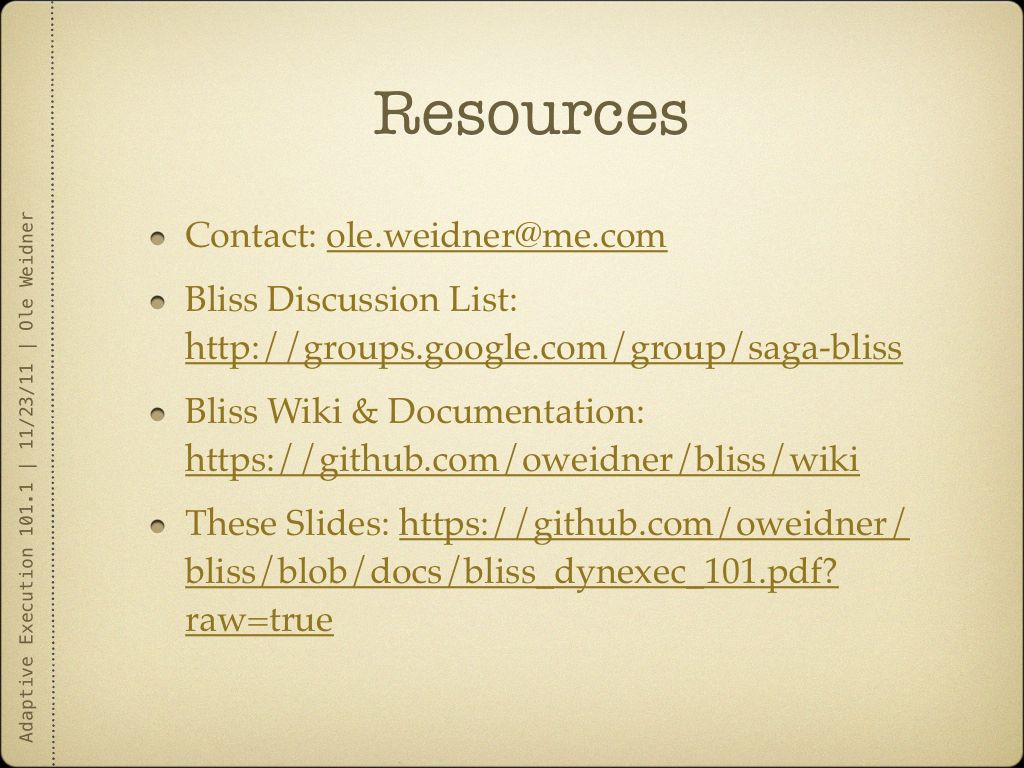 Resources
Contact: ole.weidner@me.com
Bliss Discussion List:
http://groups.google.com/group/saga-bliss
Bliss Wiki & Documentation:
https://github.com/oweidner/bliss/wiki
These Slides: https://github.com/oweidner/
bliss/blob/docs/bliss_dynexec_101.pdf?
raw=true
Adaptive Execution 101.1 | 11/23/11 | Ole Weidner